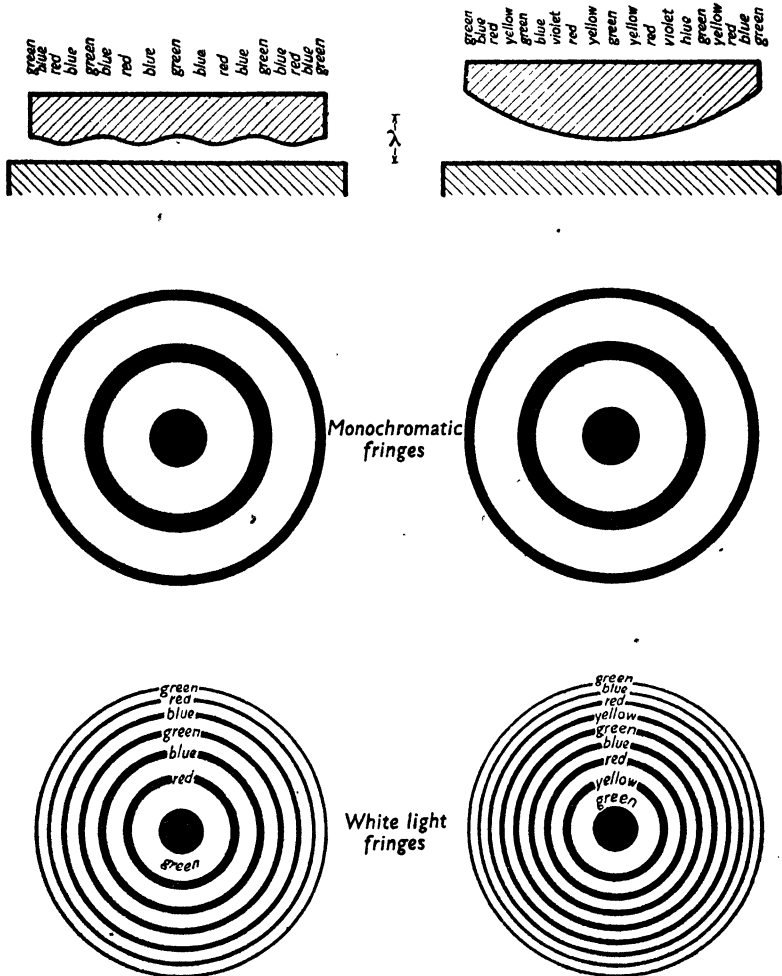 green
blue
red
blue
green
blue
red
blue
green
blue
red
blue
green
blue
red
blue
green
green
blue
red
yellow
green
blue
violet
red
yellow
green
yellow
red
violet
blue
green
yellow
red
blue
green
λ
Monochromatic
fringes
green
red
blue
green
blue
red
green
White light
fringes
green
blue
red
yellow
green
blue
red
yellow
green